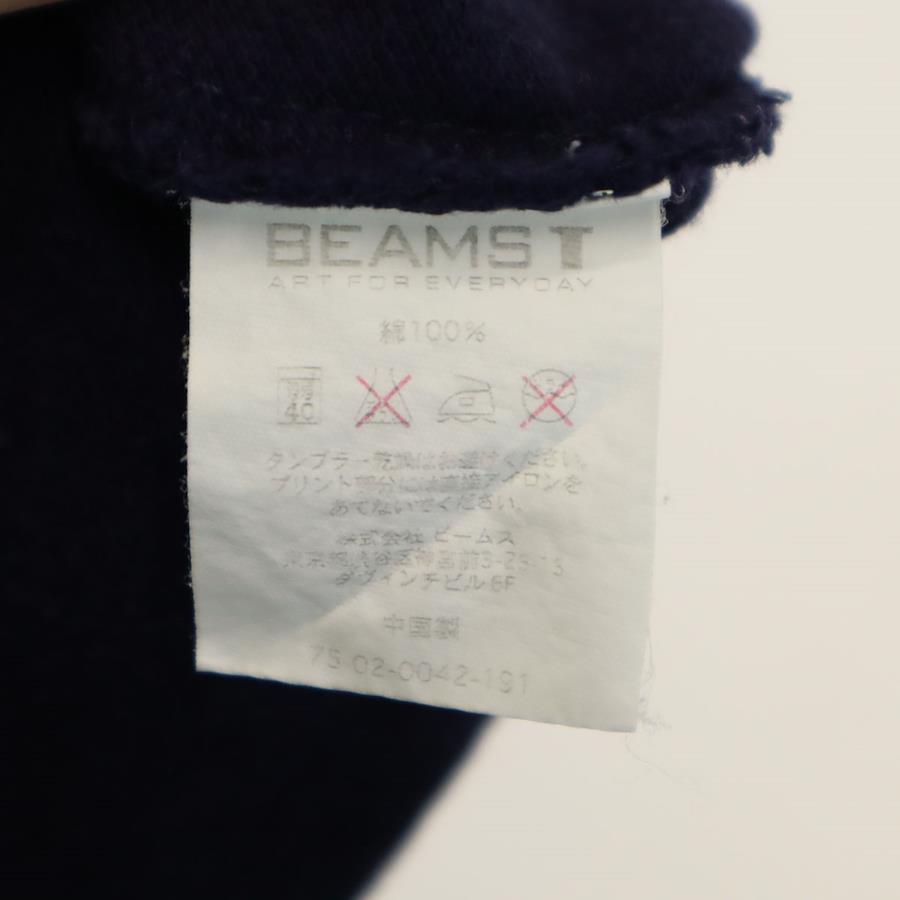 BEAMS T
ART FOR EVERYDAY
綿100%
40
タンブラー乾燥はお避けください。
プリント部分には直接アイロンを
あてないでください。
株式会社 ビームス
東京都渋谷区神宮前3-25-15
ダヴィンチビル6F
中国製
75-02-0042-191